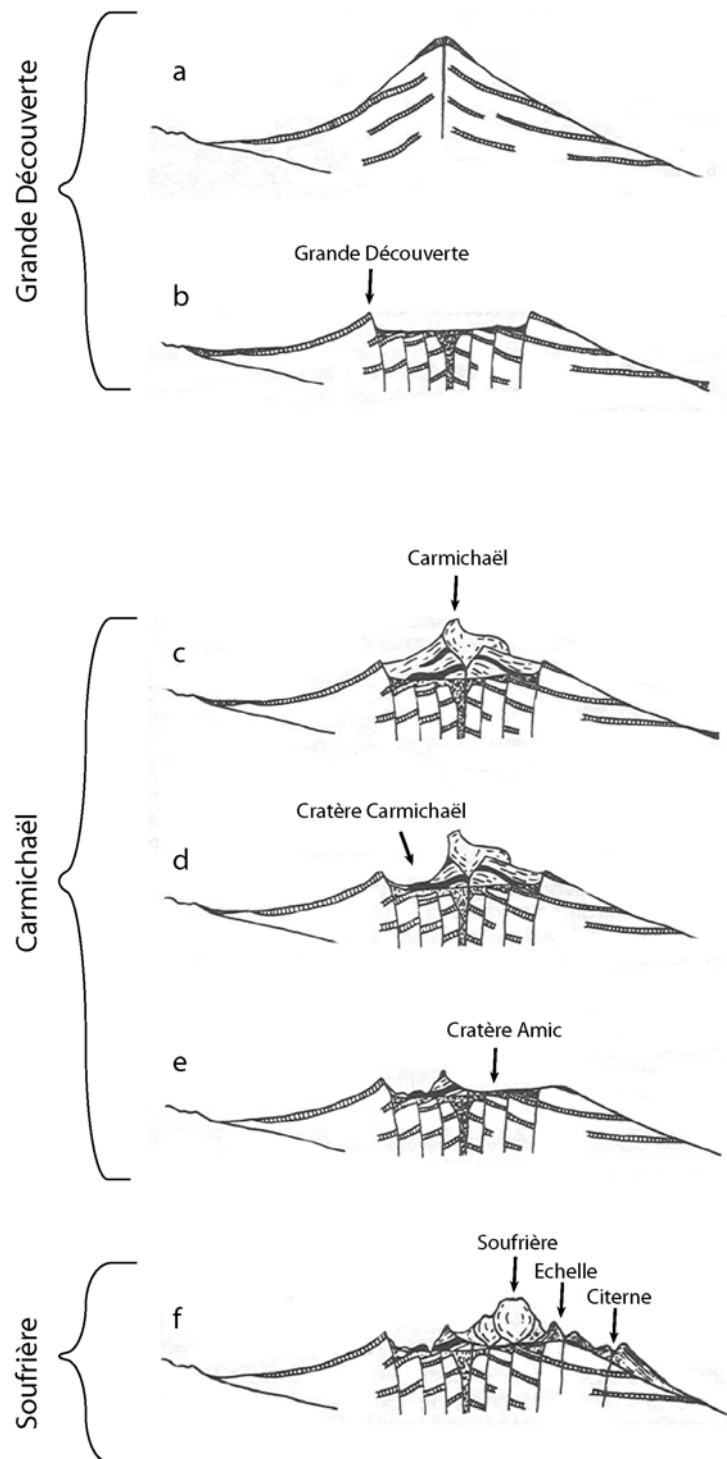 Grande Découverte
a
Grande Découverte
b
Carmichaël
Carmichaël
c
Cratère Carmichaël
d
Cratère Amic
e
Soufrière
Soufrière
Echelle
Citerne
f